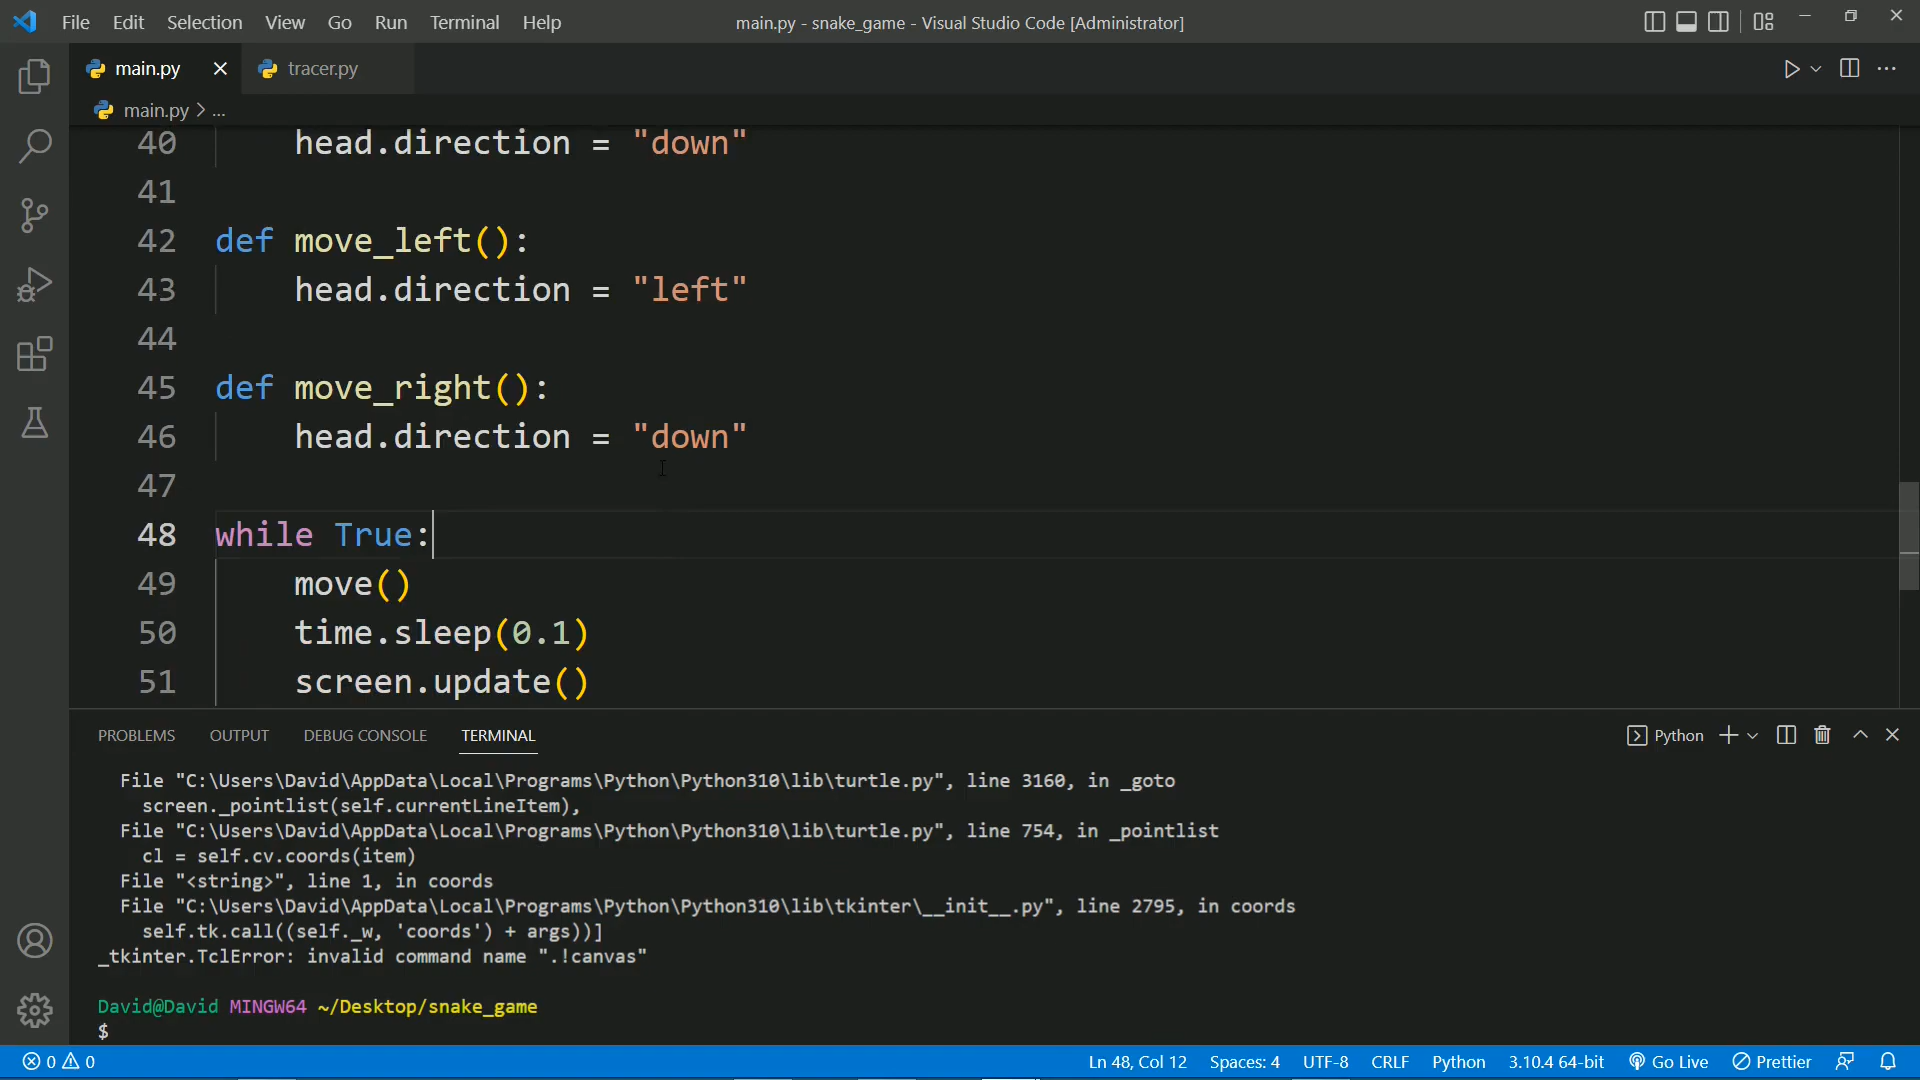 File Edit Selection View Go Run Terminal Help
main.py - snake_game - Visual Studio Code [Administrator]
main.py
tracer.py
main.py > ...
40 head.direction = "down"
41
42 def move_left():
43 head.direction = "left"
44
45 def move_right():
46 head.direction = "down"
47
48 while True:
49 move()
50 time.sleep(0.1)
51 screen.update()
PROBLEMS OUTPUT DEBUG CONSOLE TERMINAL
Python
File "C:\Users\David\AppData\Local\Programs\Python\Python310\lib\turtle.py", line 3160, in _goto
screen._pointlist(self.currentLineItem),
File "C:\Users\David\AppData\Local\Programs\Python\Python310\lib\turtle.py", line 754, in _pointlist
cl = self.cv.coords(item)
File "<string>", line 1, in coords
File "C:\Users\David\AppData\Local\Programs\Python\Python310\lib\tkinter\__init__.py", line 2795, in coords
self.tk.call((self._w, 'coords') + args))]
_tkinter.TclError: invalid command name ".!canvas"
David@David MINGW64 ~/Desktop/snake_game
$
0 0
Ln 48, Col 12 Spaces: 4 UTF-8 CRLF Python 3.10.4 64-bit Go Live Prettier